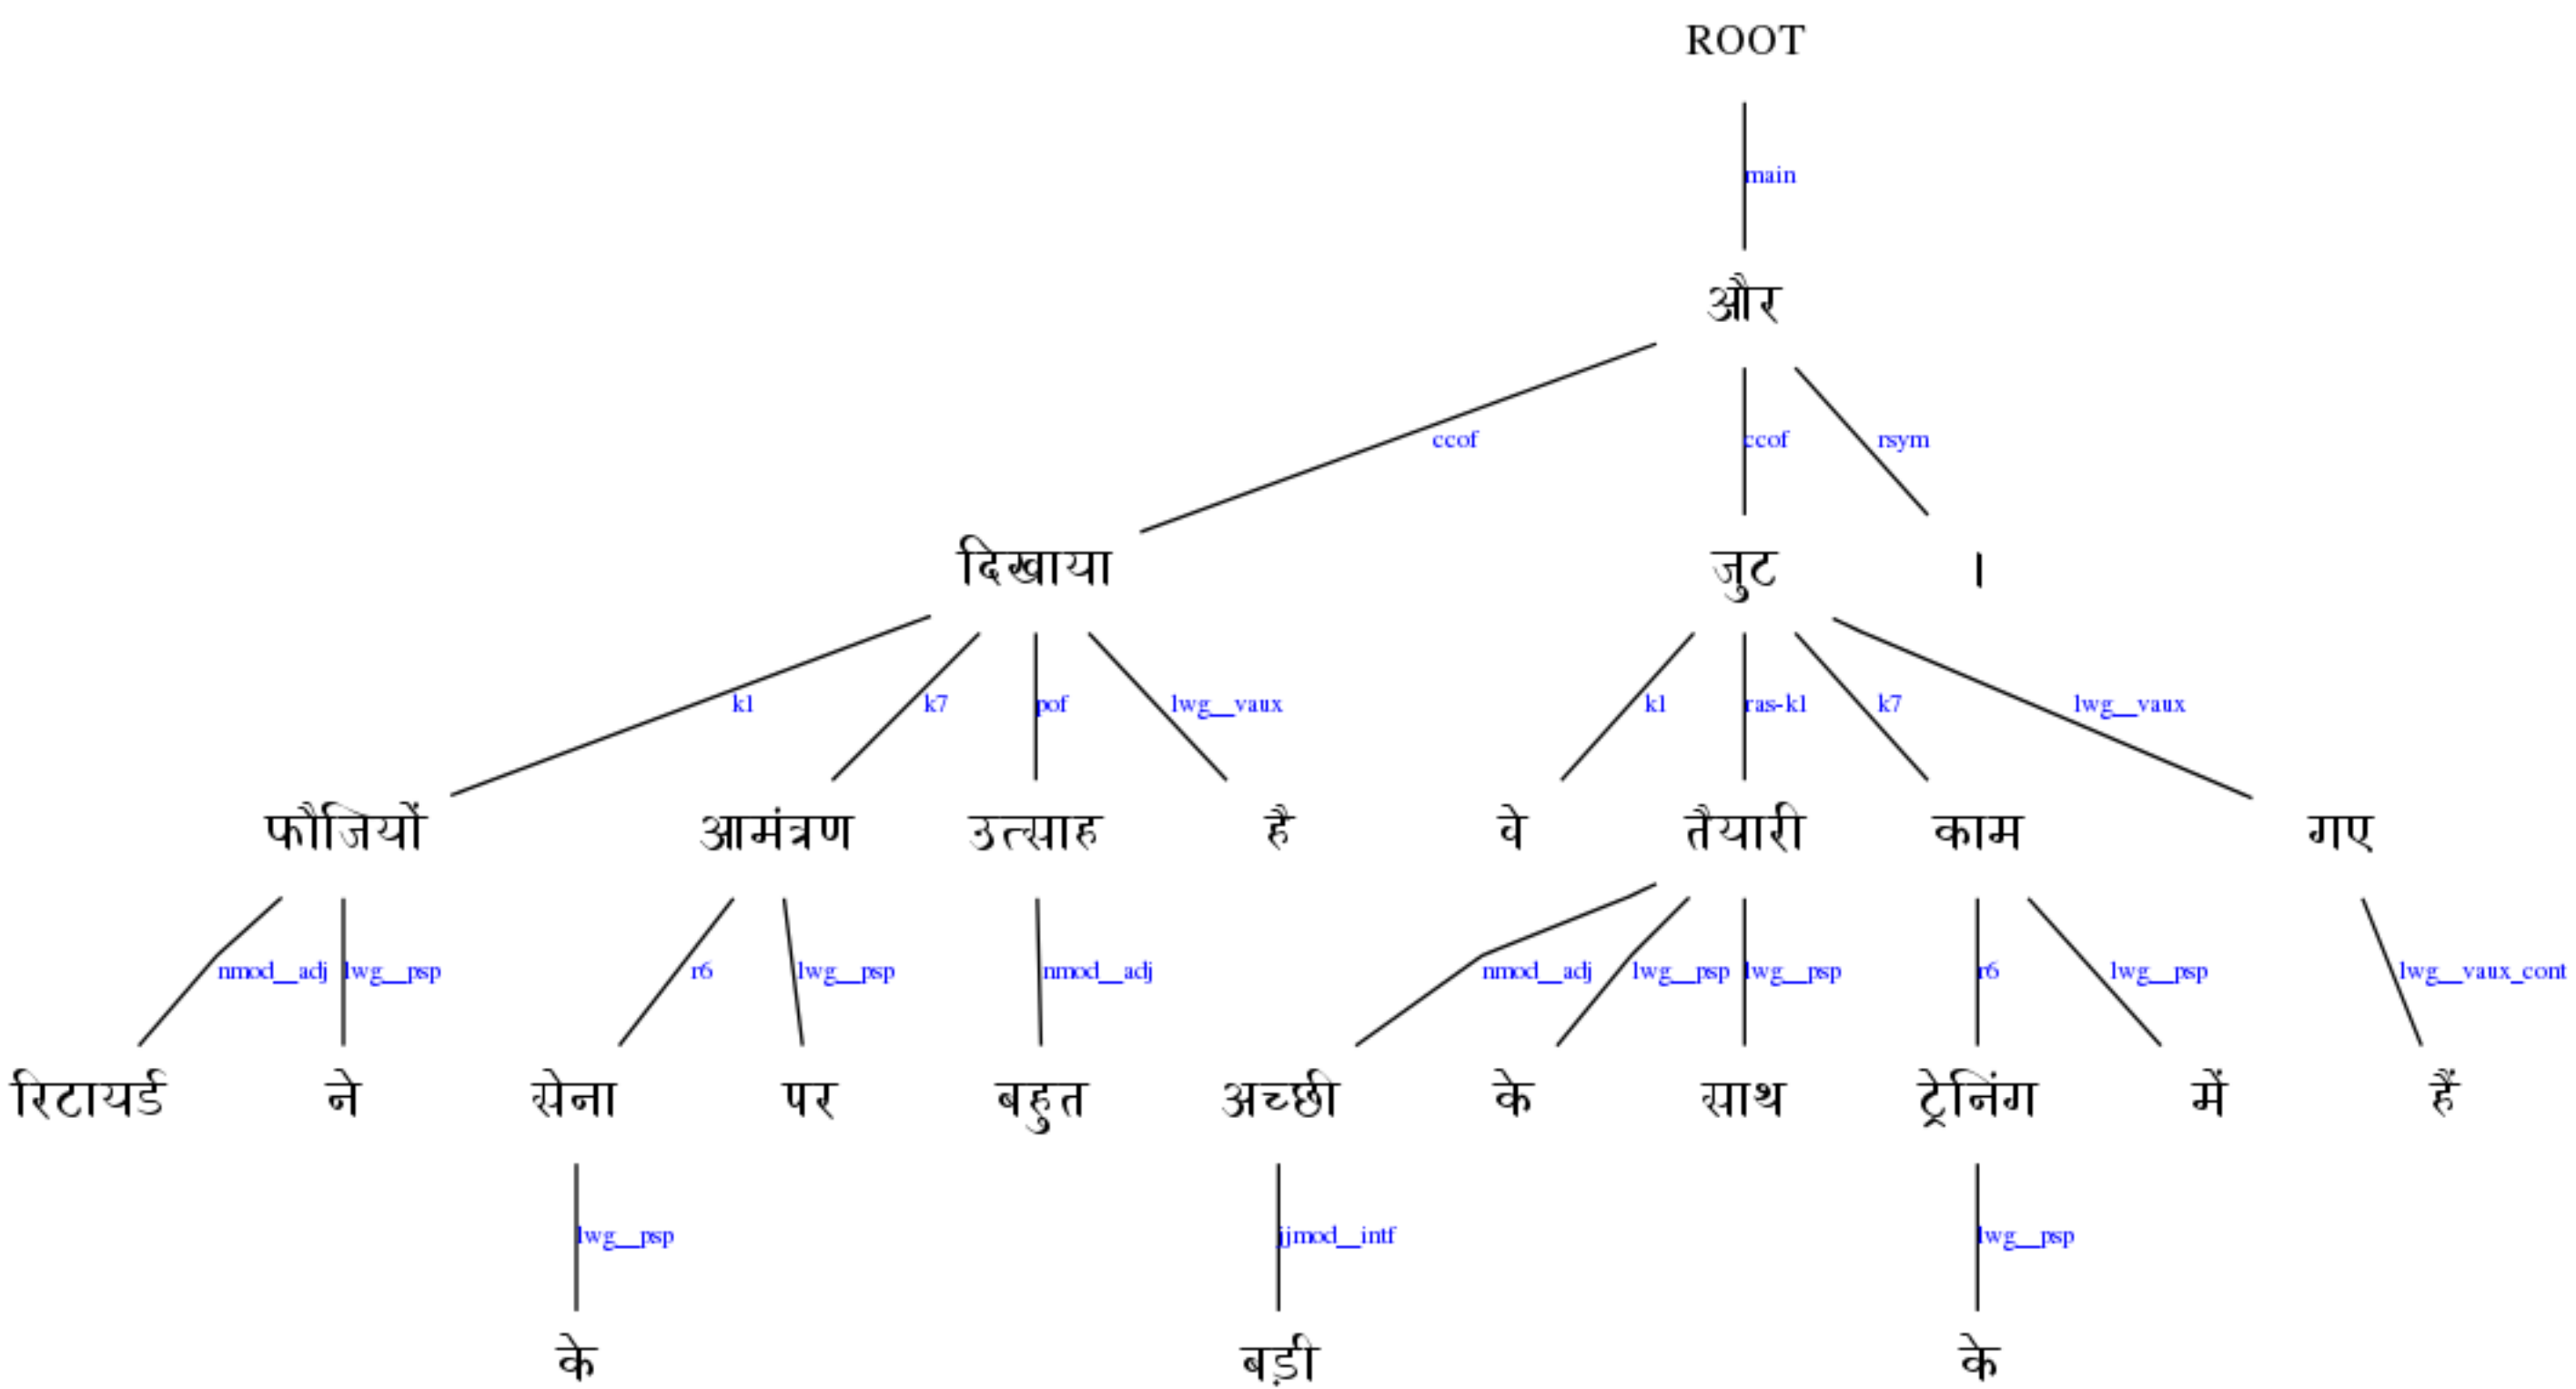 ROOT
main
और
ccof ccof rsym
दिखाया जुट ।
k1 k7 pof lwg__vaux k1 ras-k1 k7 lwg__vaux
फौजियों आमंत्रण उत्साह है वे तैयारी काम गए
nmod__adj lwg__psp r6 lwg__psp nmod__adj nmod__adj lwg__psp lwg__psp r6 lwg__psp lwg__vaux_cont
रिटायर्ड ने सेना पर बहुत अच्छी के साथ ट्रेनिंग में हैं
lwg__psp jjmod__intf lwg__psp
के बड़ी के